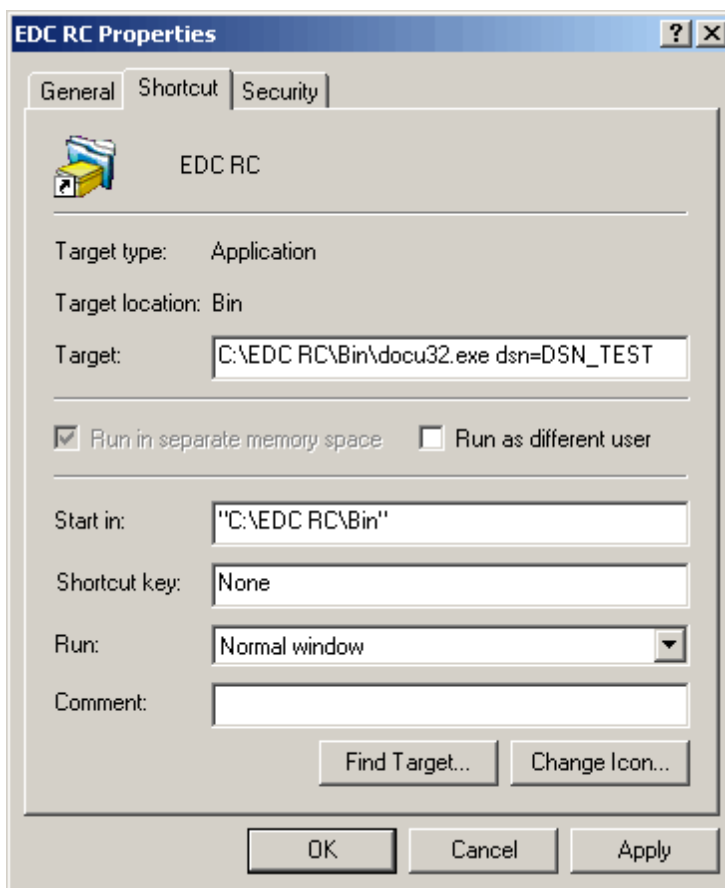 EDC RC Properties
General Shortcut Security
EDC RC
Target type: Application
Target location: Bin
Target: C:\EDC RC\Bin\docu32.exe dsn=DSN_TEST
Run in separate memory space Run as different user
Start in: "C:\EDC RC\Bin"
Shortcut key: None
Run: Normal window
Comment:
Find Target... Change Icon...
OK Cancel Apply